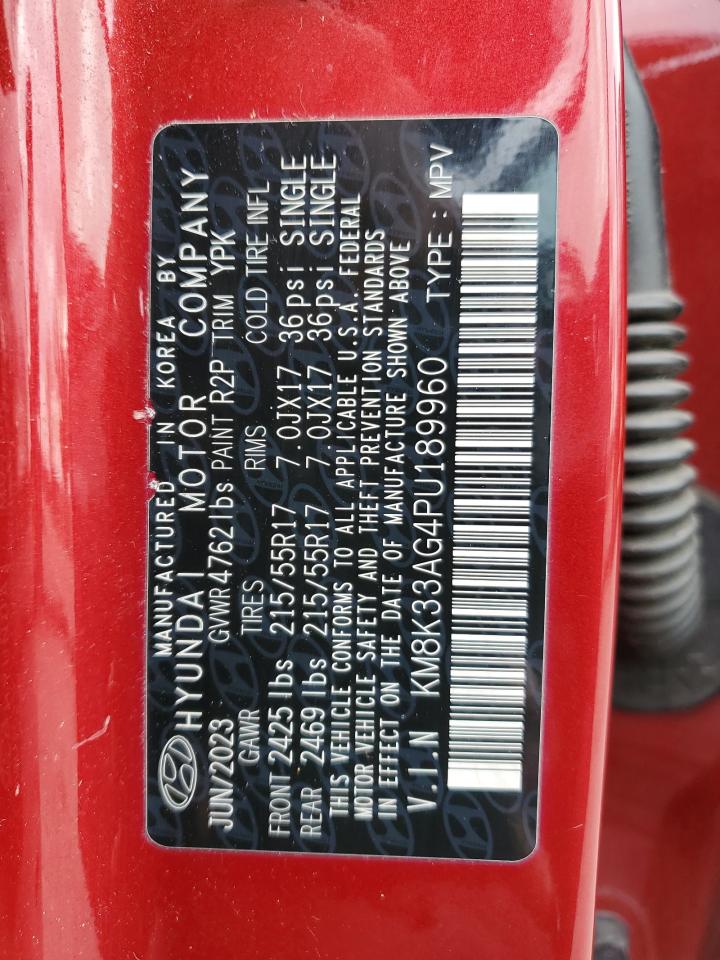 MANUFACTURED IN KOREA BY
HYUNDAI MOTOR COMPANY
JUN/2023 GVWR 4762 lbs PAINT R2P TRIM YPK
GAWR TIRES RIMS COLD TIRE INFL
FRONT 2425 lbs 215/55R17 7.0JX17 36psi SINGLE
REAR 2469 lbs 215/55R17 7.0JX17 36psi SINGLE
THIS VEHICLE CONFORMS TO ALL APPLICABLE U.S.A. FEDERAL
MOTOR VEHICLE SAFETY AND THEFT PREVENTION STANDARDS
IN EFFECT ON THE DATE OF MANUFACTURE SHOWN ABOVE
V.I.N KM8K33AG4PU189960 TYPE : MPV